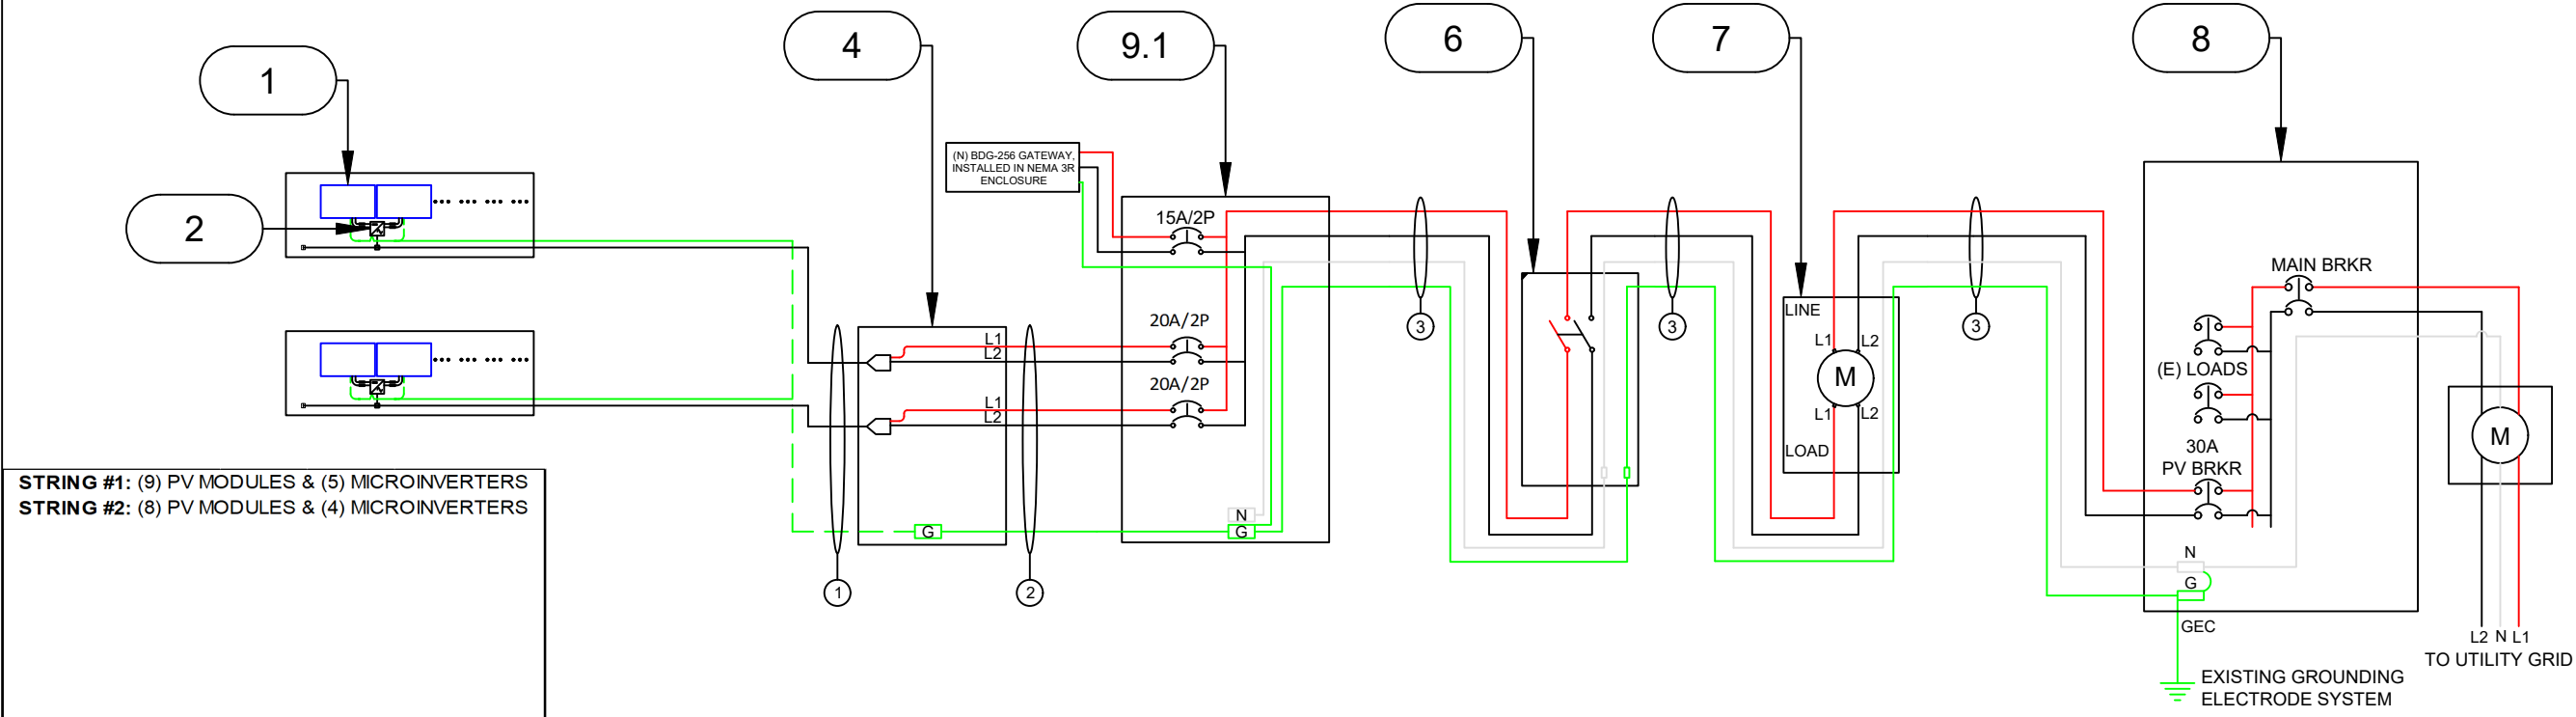 1
2
4
9.1
6
7
8
(N) BDG-256 GATEWAY,
INSTALLED IN NEMA 3R
ENCLOSURE
15A/2P
20A/2P
20A/2P
L1
L2
L1
L2
G
N
G
1
2
3
3
3
LINE
L1
L2
M
L1
L2
LOAD
MAIN BRKR
(E) LOADS
30A
PV BRKR
N
G
GEC
M
L2 N L1
TO UTILITY GRID
EXISTING GROUNDING
ELECTRODE SYSTEM
STRING #1: (9) PV MODULES & (5) MICROINVERTERS
STRING #2: (8) PV MODULES & (4) MICROINVERTERS